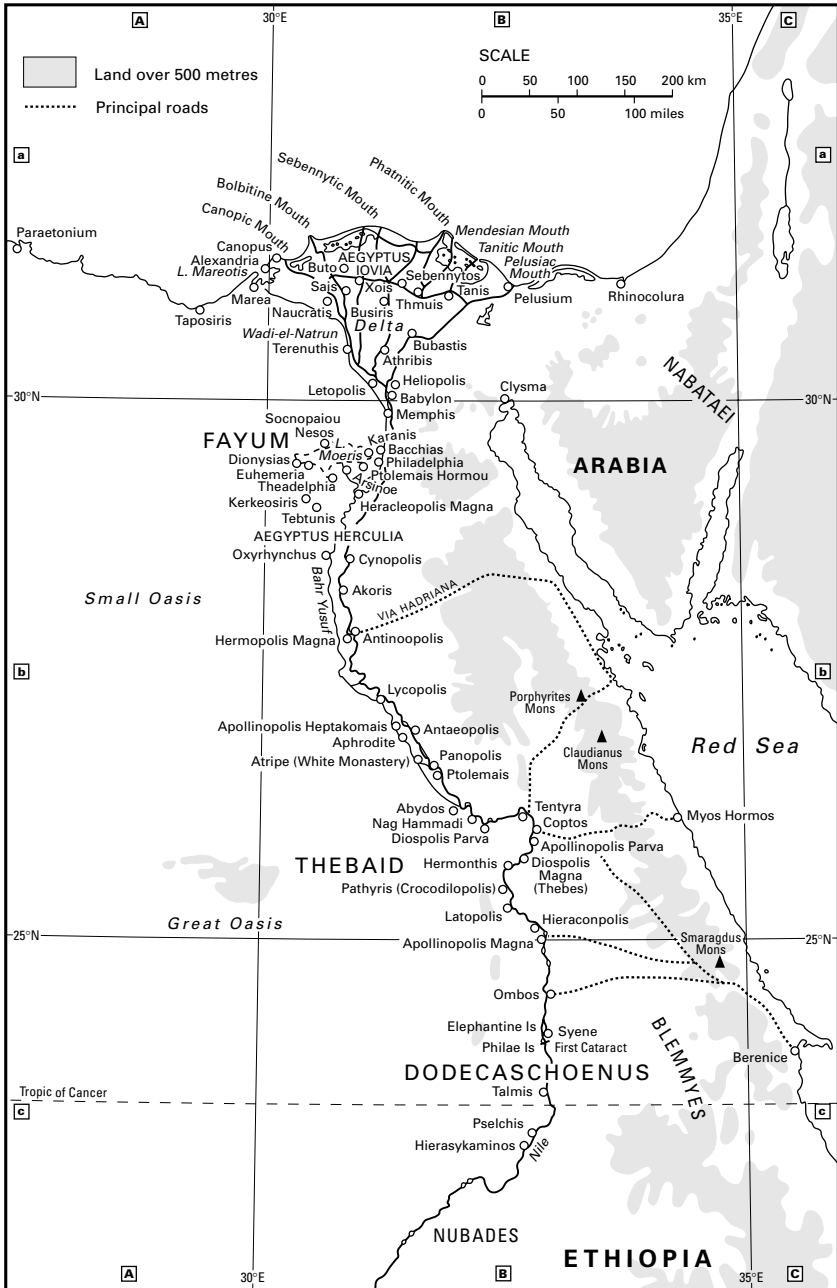 A
30°E
B
35°E
C
Land over 500 metres
Principal roads
SCALE
0 50 100 150 200 km
0 50 100 miles
a
a
Phatnitic Mouth
Sebennytic Mouth
Bolbitine Mouth
Canopic Mouth
Mendesian Mouth
Tanitic Mouth
Pelusiac
Mouth
Paraetonium
Canopus
Alexandria
L. Mareotis
Marea
Taposiris
AEGYPTUS
IOVIA
Buto
Sebennytos
Xois
Tanis
Sais
Thmuis
Pelusium
Rhinocolura
Naucratis
Busiris
Delta
Wadi-el-Natrun
Terenuthis
Bubastis
Athribis
Letopolis
Heliopolis
Babylon
Memphis
Clysma
NABATAEI
30°N
30°N
Socnopaiou
Nesos
FAYUM
L.
Moeris
Karanis
Bacchias
Philadelphia
Ptolemais Hormou
Dionysias
Euhemeria
Theadelphia
Arsinoe
Kerkeosiris
Tebtunis
Heracleopolis Magna
ARABIA
AEGYPTUS HERCULIA
Oxyrhynchus
Cynopolis
Bahr Yusuf
Akoris
VIA HADRIANA
Small Oasis
Hermopolis Magna
Antinoopolis
b
b
Lycopolis
Porphyrites
Mons
Claudianus
Mons
Red Sea
Apollinopolis Heptakomais
Antaeopolis
Aphrodite
Atripe (White Monastery)
Panopolis
Ptolemais
Abydos
Nag Hammadi
Diospolis Parva
Tentyra
Coptos
Myos Hormos
Apollinopolis Parva
THEBAID
Hermonthis
Diospolis
Magna
(Thebes)
Pathyris (Crocodilopolis)
Latopolis
Hieraconpolis
Great Oasis
25°N
Apollinopolis Magna
Smaragdus
Mons
25°N
Ombos
Elephantine Is
Syene
Philae Is
First Cataract
BLEMMYES
Berenice
DODECASCHOENUS
Talmis
Tropic of Cancer
c
c
Pselchis
Hierasykaminos
Nile
NUBADES
ETHIOPIA
A
30°E
B
35°E
C